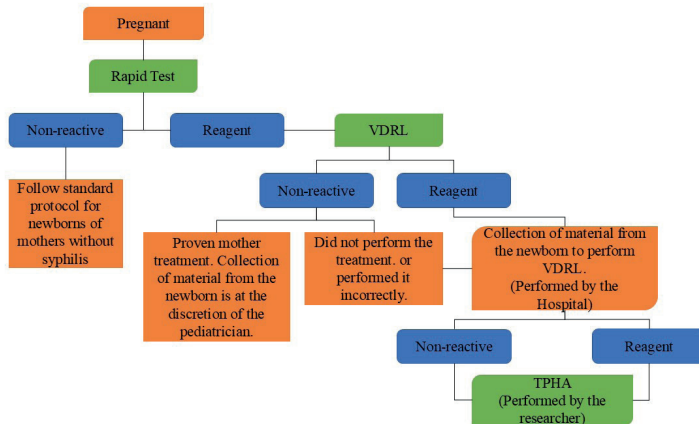 Pregnant
Rapid Test
Non-reactive
Reagent
VDRL
Follow standard
protocol for
newborns of
mothers without
syphilis
Non-reactive
Reagent
Proven mother
treatment. Collection
of material from the
newborn is at the
discretion of the
pediatrician.
Did not perform the
treatment. or
performed it
incorrectly.
Collection of material from
the newborn to perform
VDRL.
(Performed by the
Hospital)
Non-reactive
Reagent
TPHA
(Performed by the
researcher)